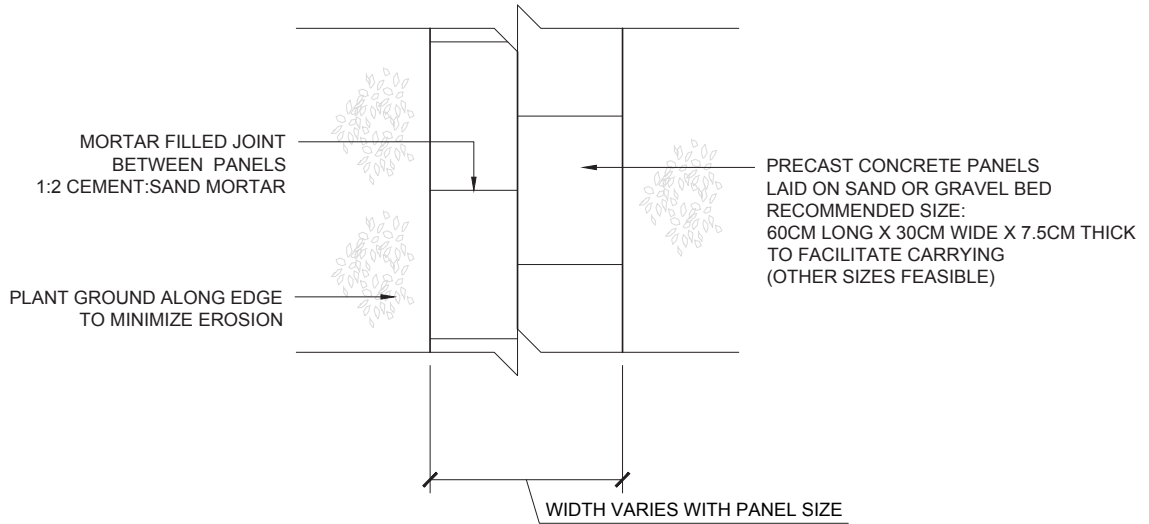 MORTAR FILLED JOINT
BETWEEN PANELS
1:2 CEMENT:SAND MORTAR
PLANT GROUND ALONG EDGE
TO MINIMIZE EROSION
PRECAST CONCRETE PANELS
LAID ON SAND OR GRAVEL BED
RECOMMENDED SIZE:
60CM LONG X 30CM WIDE X 7.5CM THICK
TO FACILITATE CARRYING
(OTHER SIZES FEASIBLE)
WIDTH VARIES WITH PANEL SIZE